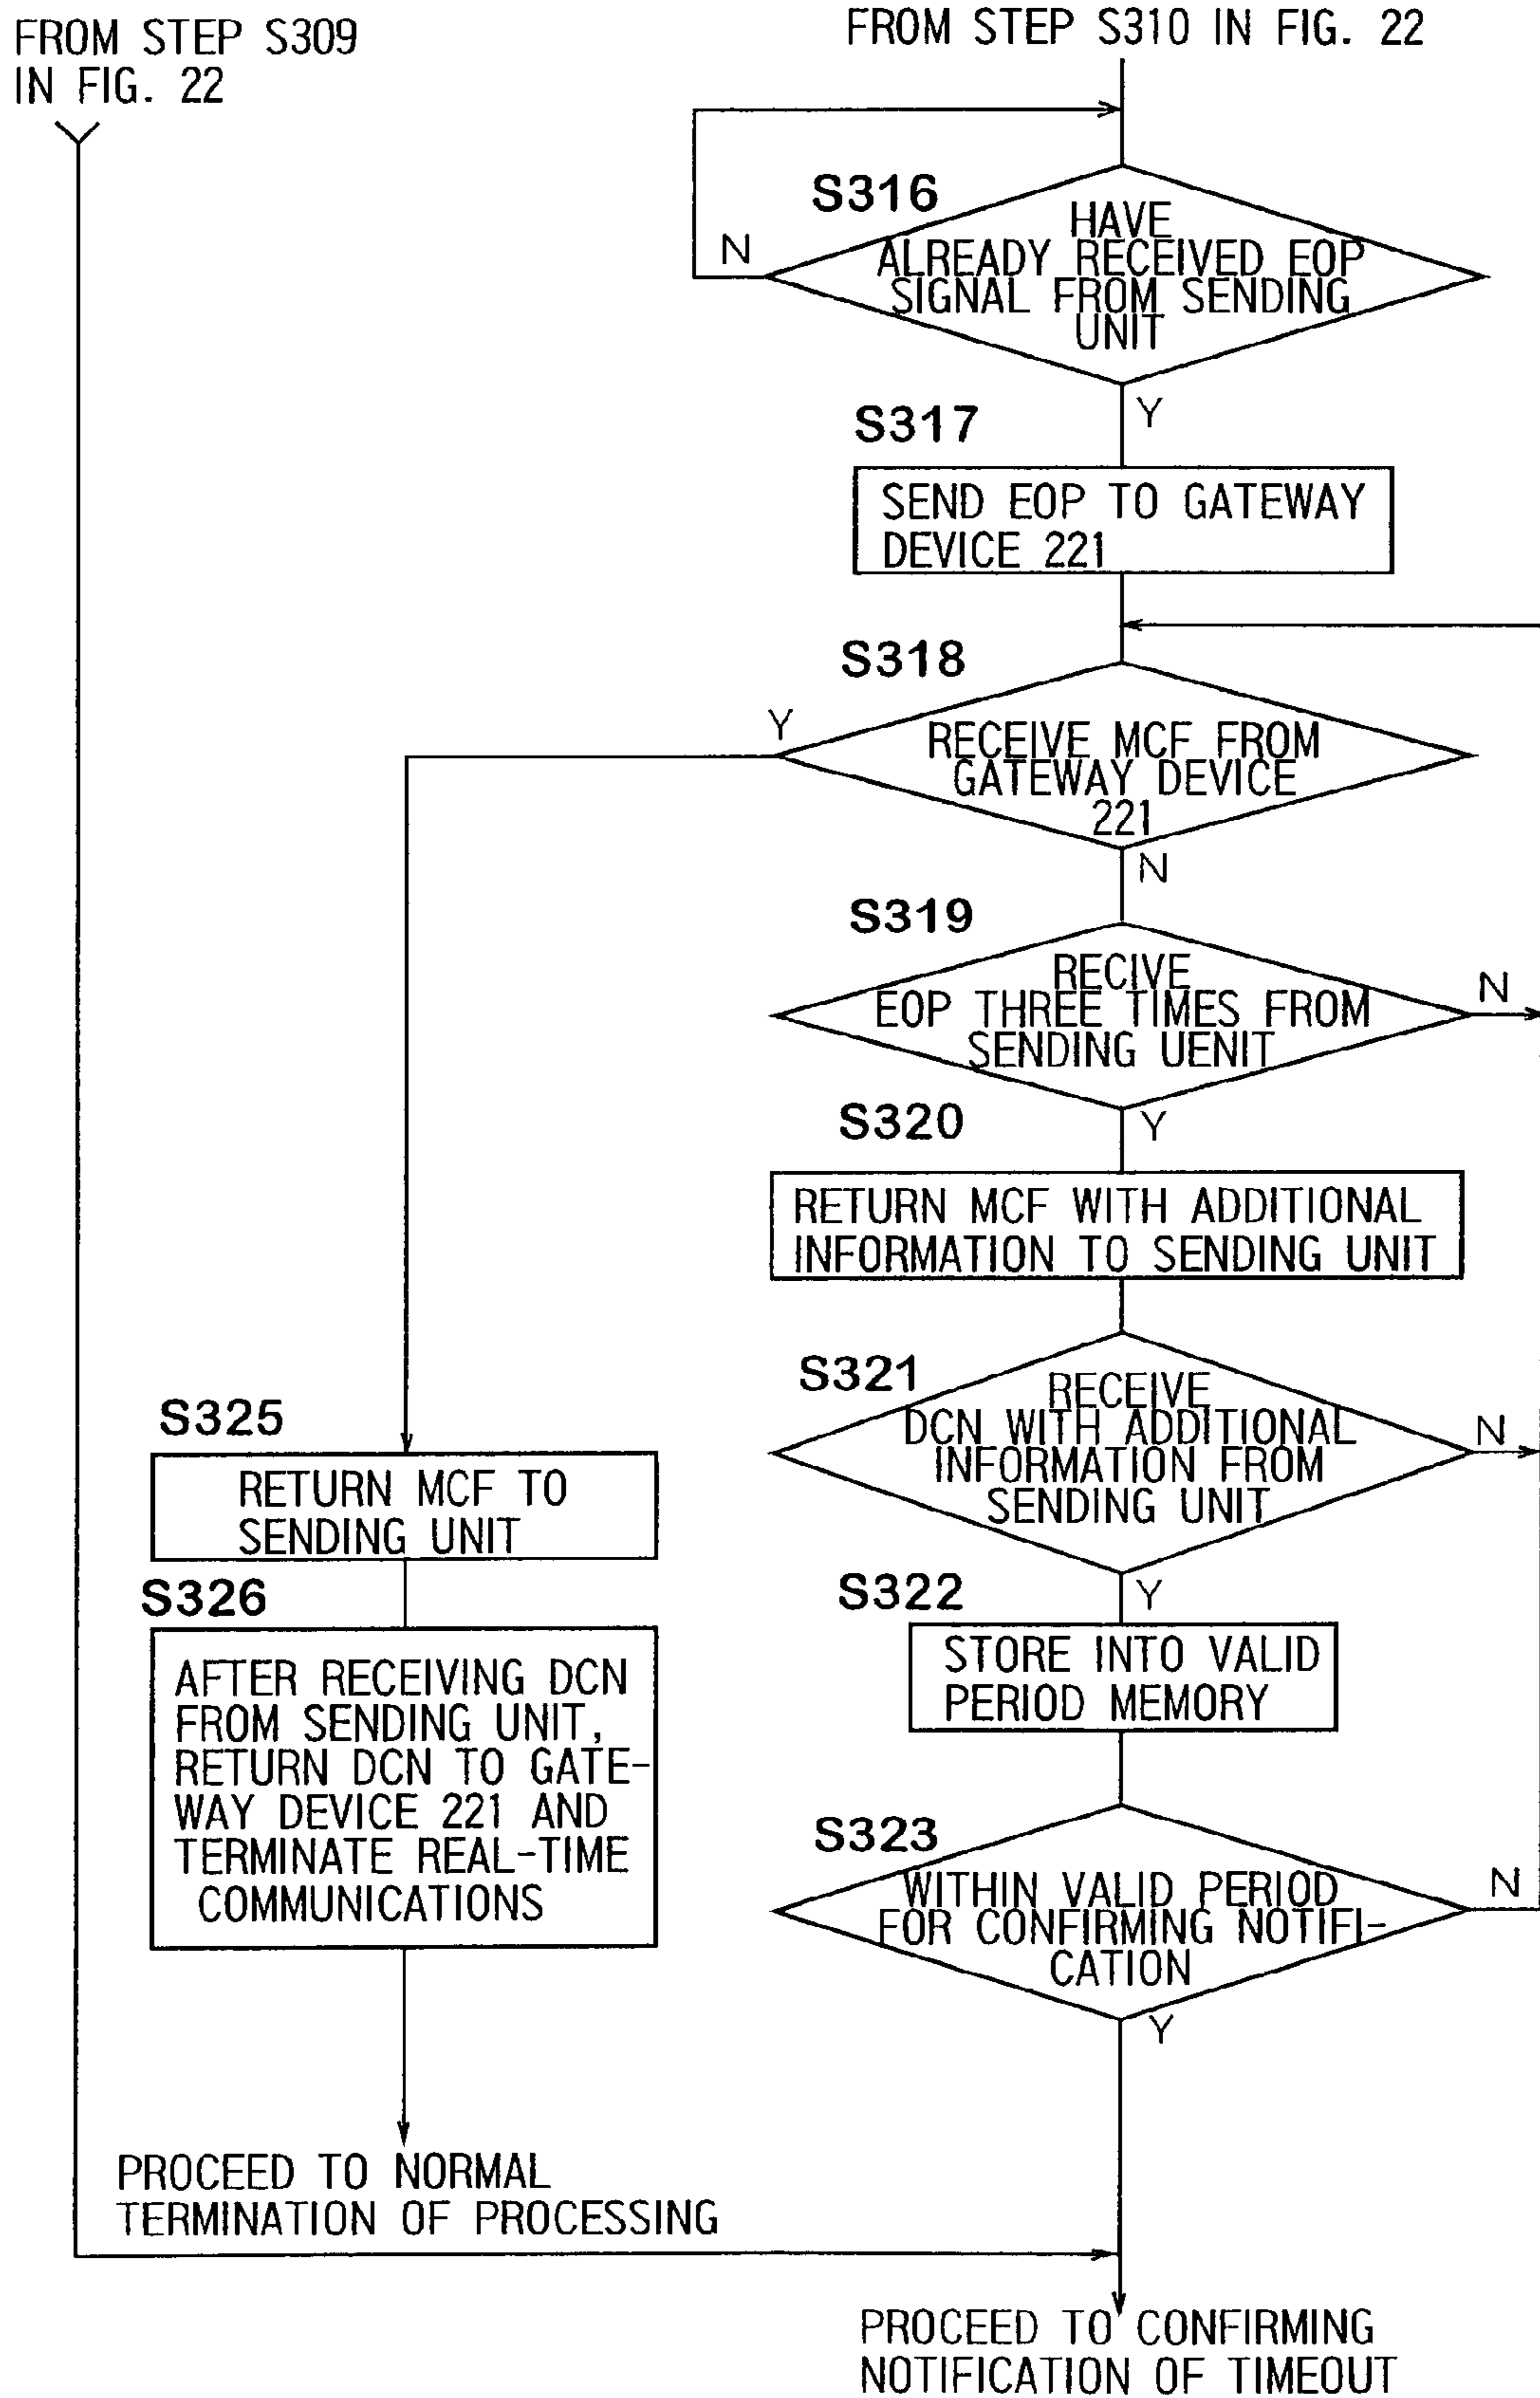 FROM STEP S309
IN FIG. 22
FROM STEP S310 IN FIG. 22
S316
HAVE
ALREADY RECEIVED EOP
SIGNAL FROM SENDING
UNIT
N
Y
S317
SEND EOP TO GATEWAY
DEVICE 221
S318
Y
RECEIVE MCF FROM
GATEWAY DEVICE
221
N
S319
RECIVE
EOP THREE TIMES FROM
SENDING UENIT
N
Y
S320
RETURN MCF WITH ADDITIONAL
INFORMATION TO SENDING UNIT
S321
RECEIVE
DCN WITH ADDITIONAL
INFORMATION FROM
SENDING UNIT
N
Y
S322
STORE INTO VALID
PERIOD MEMORY
S323
WITHIN VALID PERIOD
FOR CONFIRMING NOTIFI-
CATION
N
Y
S325
RETURN MCF TO
SENDING UNIT
S326
AFTER RECEIVING DCN
FROM SENDING UNIT,
RETURN DCN TO GATE-
WAY DEVICE 221 AND
TERMINATE REAL-TIME
COMMUNICATIONS
PROCEED TO NORMAL
TERMINATION OF PROCESSING
PROCEED TO CONFIRMING
NOTIFICATION OF TIMEOUT